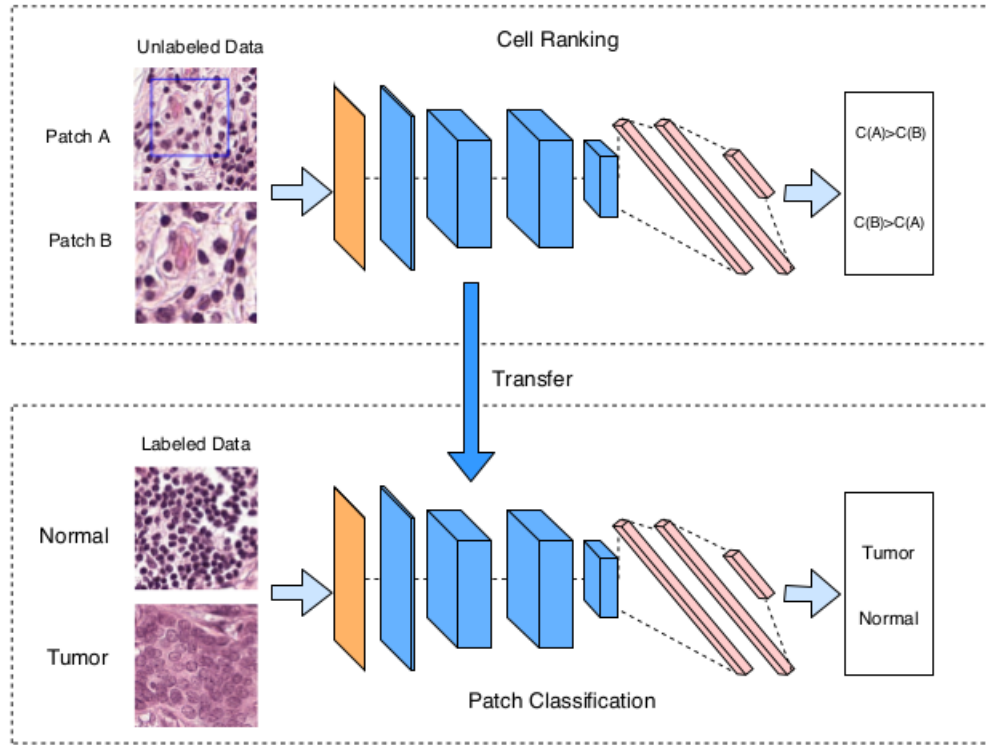 Cell Ranking
Unlabeled Data
Patch A
Patch B
C(A)>C(B)
C(B)>C(A)
Transfer
Labeled Data
Normal
Tumor
Tumor
Normal
Patch Classification